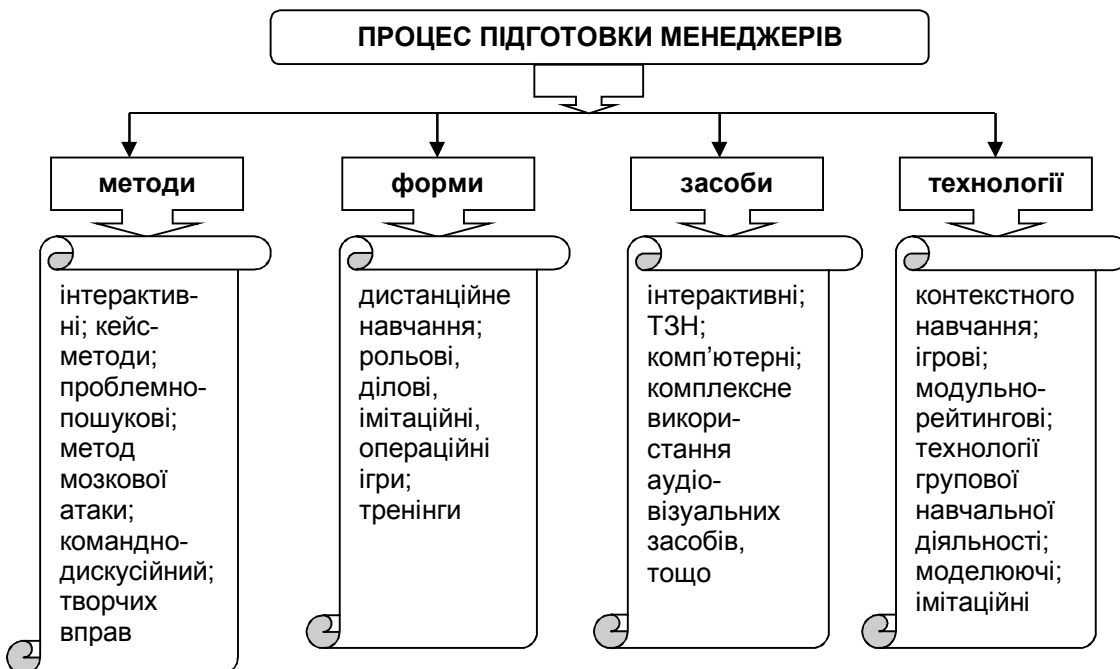 ПРОЦЕС ПІДГОТОВКИ МЕНЕДЖЕРІВ
методи
форми
засоби
технології
інтерактив-
ні; кейс-
методи;
проблемно-
пошукові;
метод
мозкової
атаки;
командно-
дискусійний;
творчих
вправ
дистанційне
навчання;
рольові,
ділові,
імітаційні,
операційні
ігри;
тренінги
інтерактивні;
ТЗН;
комп’ютерні;
комплексне
викори-
стання
аудіо-
візуальних
засобів,
тощо
контекстного
навчання;
ігрові;
модульно-
рейтингові;
технології
групової
навчальної
діяльності;
моделюючі;
імітаційні